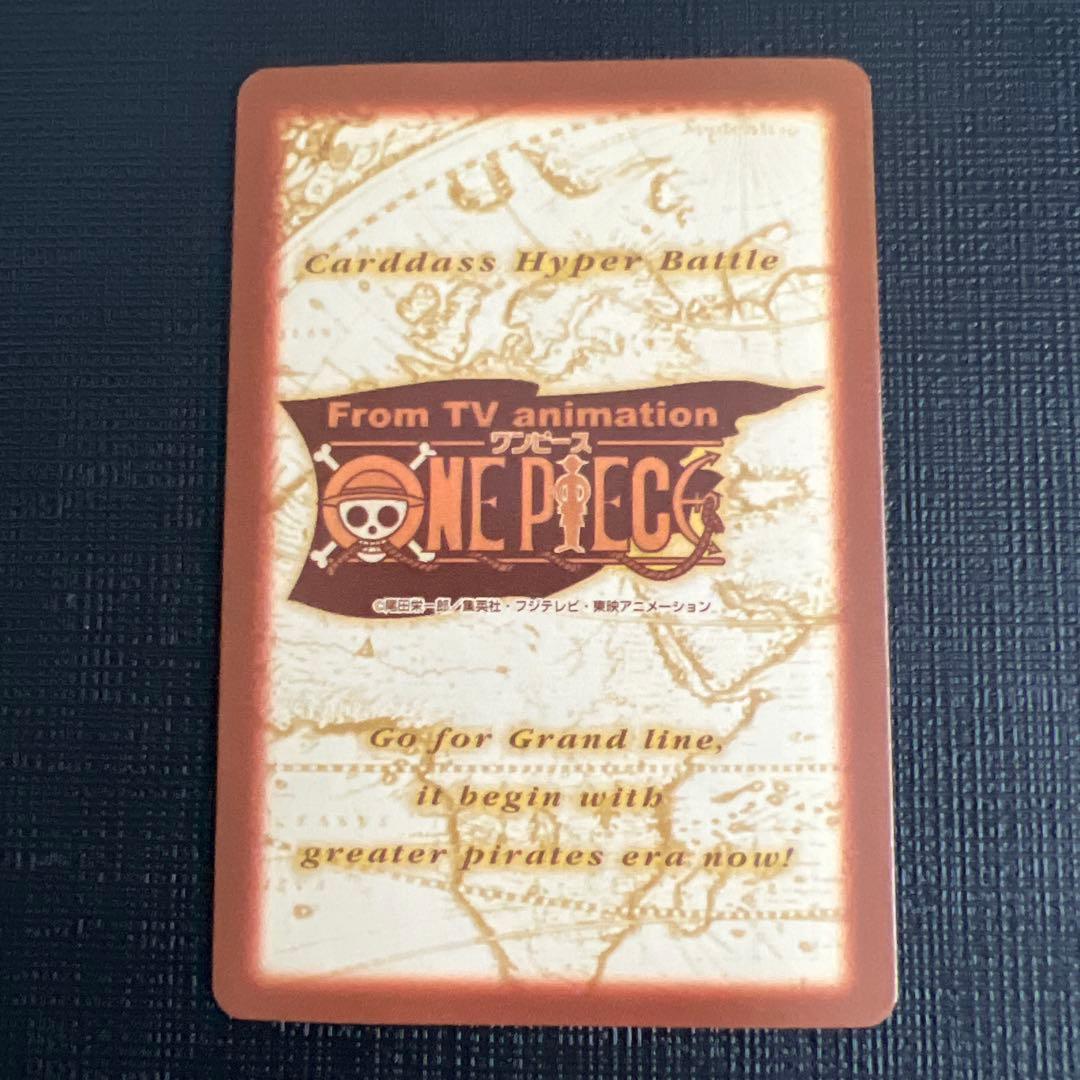 Carddass Hyper Battle
From TV animation
ワンピース
ONE PIECE
©尾田栄一郎/集英社・フジテレビ・東映アニメーション
Go for Grand line,
it begin with
greater pirates era now!